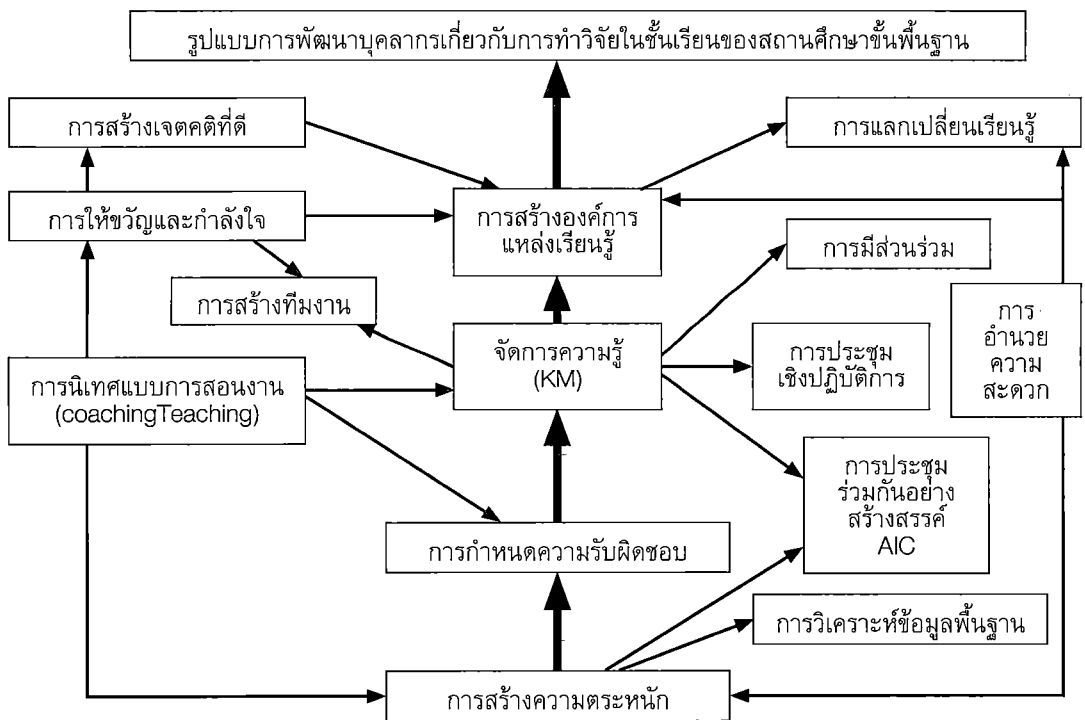 รูปแบบการพัฒนาบุคลากรเกี่ยวกับการทำวิจัยในชั้นเรียนของสถานศึกษาขั้นพื้นฐาน
การสร้างเจตคติที่ดี
การแลกเปลี่ยนเรียนรู้
การให้ขวัญและกำลังใจ
การสร้างองค์การ
แหล่งเรียนรู้
การมีส่วนร่วม
การสร้างทีมงาน
การ
อำนวย
ความ
สะดวก
จัดการความรู้
(KM)
การประชุม
เชิงปฏิบัติการ
การนิเทศแบบการสอนงาน
(coachingTeaching)
การประชุม
ร่วมกันอย่าง
สร้างสรรค์
AIC
การกำหนดความรับผิดชอบ
การวิเคราะห์ข้อมูลพื้นฐาน
การสร้างความตระหนัก